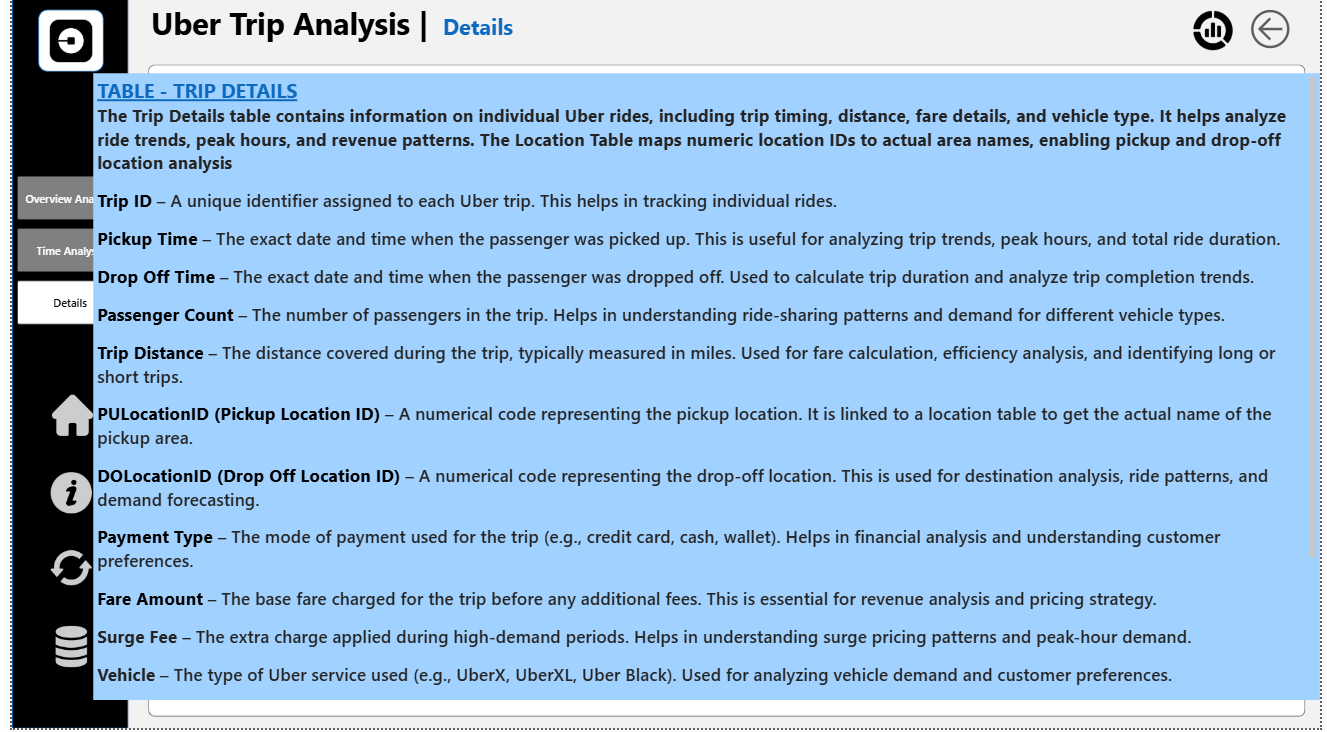 Uber Trip Analysis | Details
TABLE - TRIP DETAILS
The Trip Details table contains information on individual Uber rides, including trip timing, distance, fare details, and vehicle type. It helps analyze
ride trends, peak hours, and revenue patterns. The Location Table maps numeric location IDs to actual area names, enabling pickup and drop-off
location analysis
Overview Ana
Time Analys
Details
Trip ID – A unique identifier assigned to each Uber trip. This helps in tracking individual rides.
Pickup Time – The exact date and time when the passenger was picked up. This is useful for analyzing trip trends, peak hours, and total ride duration.
Drop Off Time – The exact date and time when the passenger was dropped off. Used to calculate trip duration and analyze trip completion trends.
Passenger Count – The number of passengers in the trip. Helps in understanding ride-sharing patterns and demand for different vehicle types.
Trip Distance – The distance covered during the trip, typically measured in miles. Used for fare calculation, efficiency analysis, and identifying long or
short trips.
PULocationID (Pickup Location ID) – A numerical code representing the pickup location. It is linked to a location table to get the actual name of the
pickup area.
DOLocationID (Drop Off Location ID) – A numerical code representing the drop-off location. This is used for destination analysis, ride patterns, and
demand forecasting.
Payment Type – The mode of payment used for the trip (e.g., credit card, cash, wallet). Helps in financial analysis and understanding customer
preferences.
Fare Amount – The base fare charged for the trip before any additional fees. This is essential for revenue analysis and pricing strategy.
Surge Fee – The extra charge applied during high-demand periods. Helps in understanding surge pricing patterns and peak-hour demand.
Vehicle – The type of Uber service used (e.g., UberX, UberXL, Uber Black). Used for analyzing vehicle demand and customer preferences.